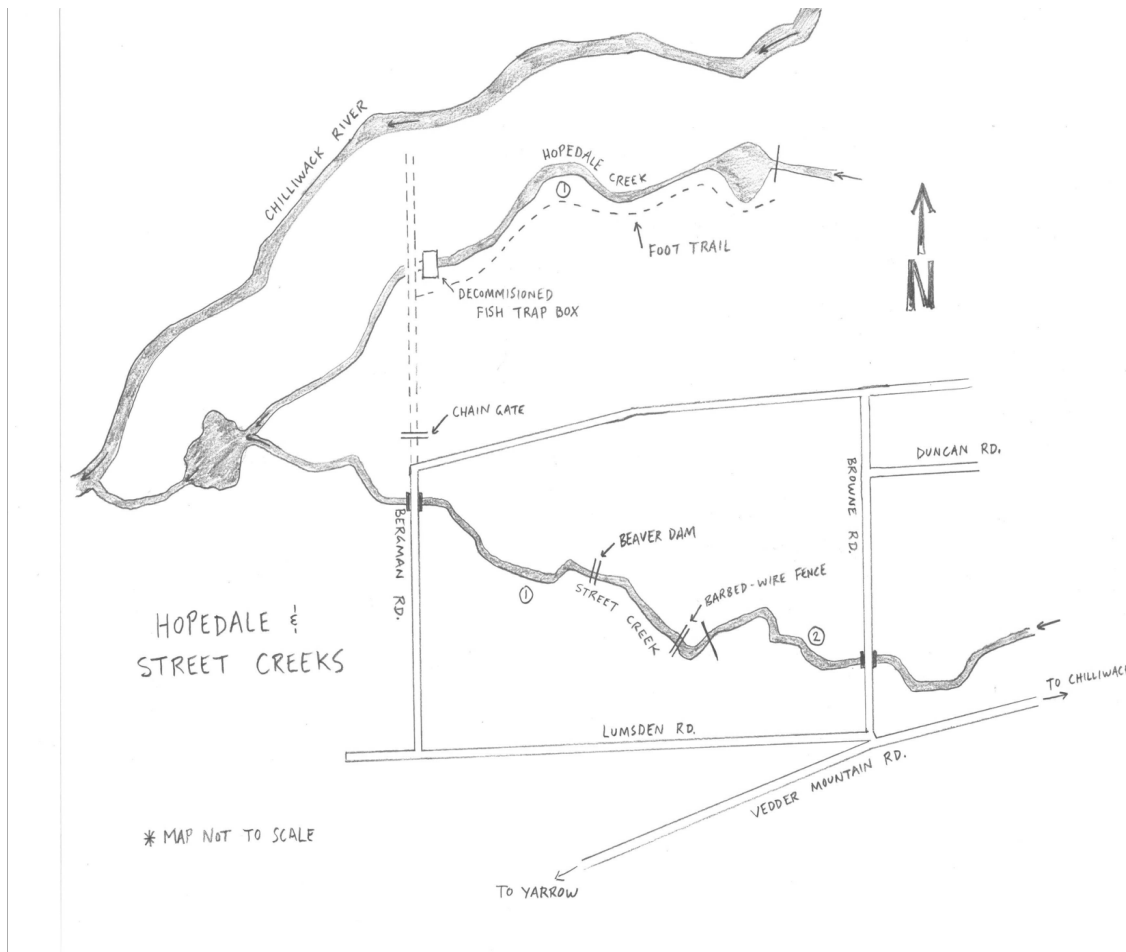 CHILLIWACK RIVER
HOPEDALE
CREEK
①
FOOT TRAIL
N
DECOMMISIONED
FISH TRAP BOX
CHAIN GATE
DUNCAN RD.
BROWNE RD.
BERGMAN RD.
BEAVER DAM
STREET
CREEK
BARBED-WIRE FENCE
①
②
HOPEDALE &
STREET CREEKS
TO CHILLIWACK
LUMSDEN RD.
VEDDER MOUNTAIN RD.
* MAP NOT TO SCALE
TO YARROW